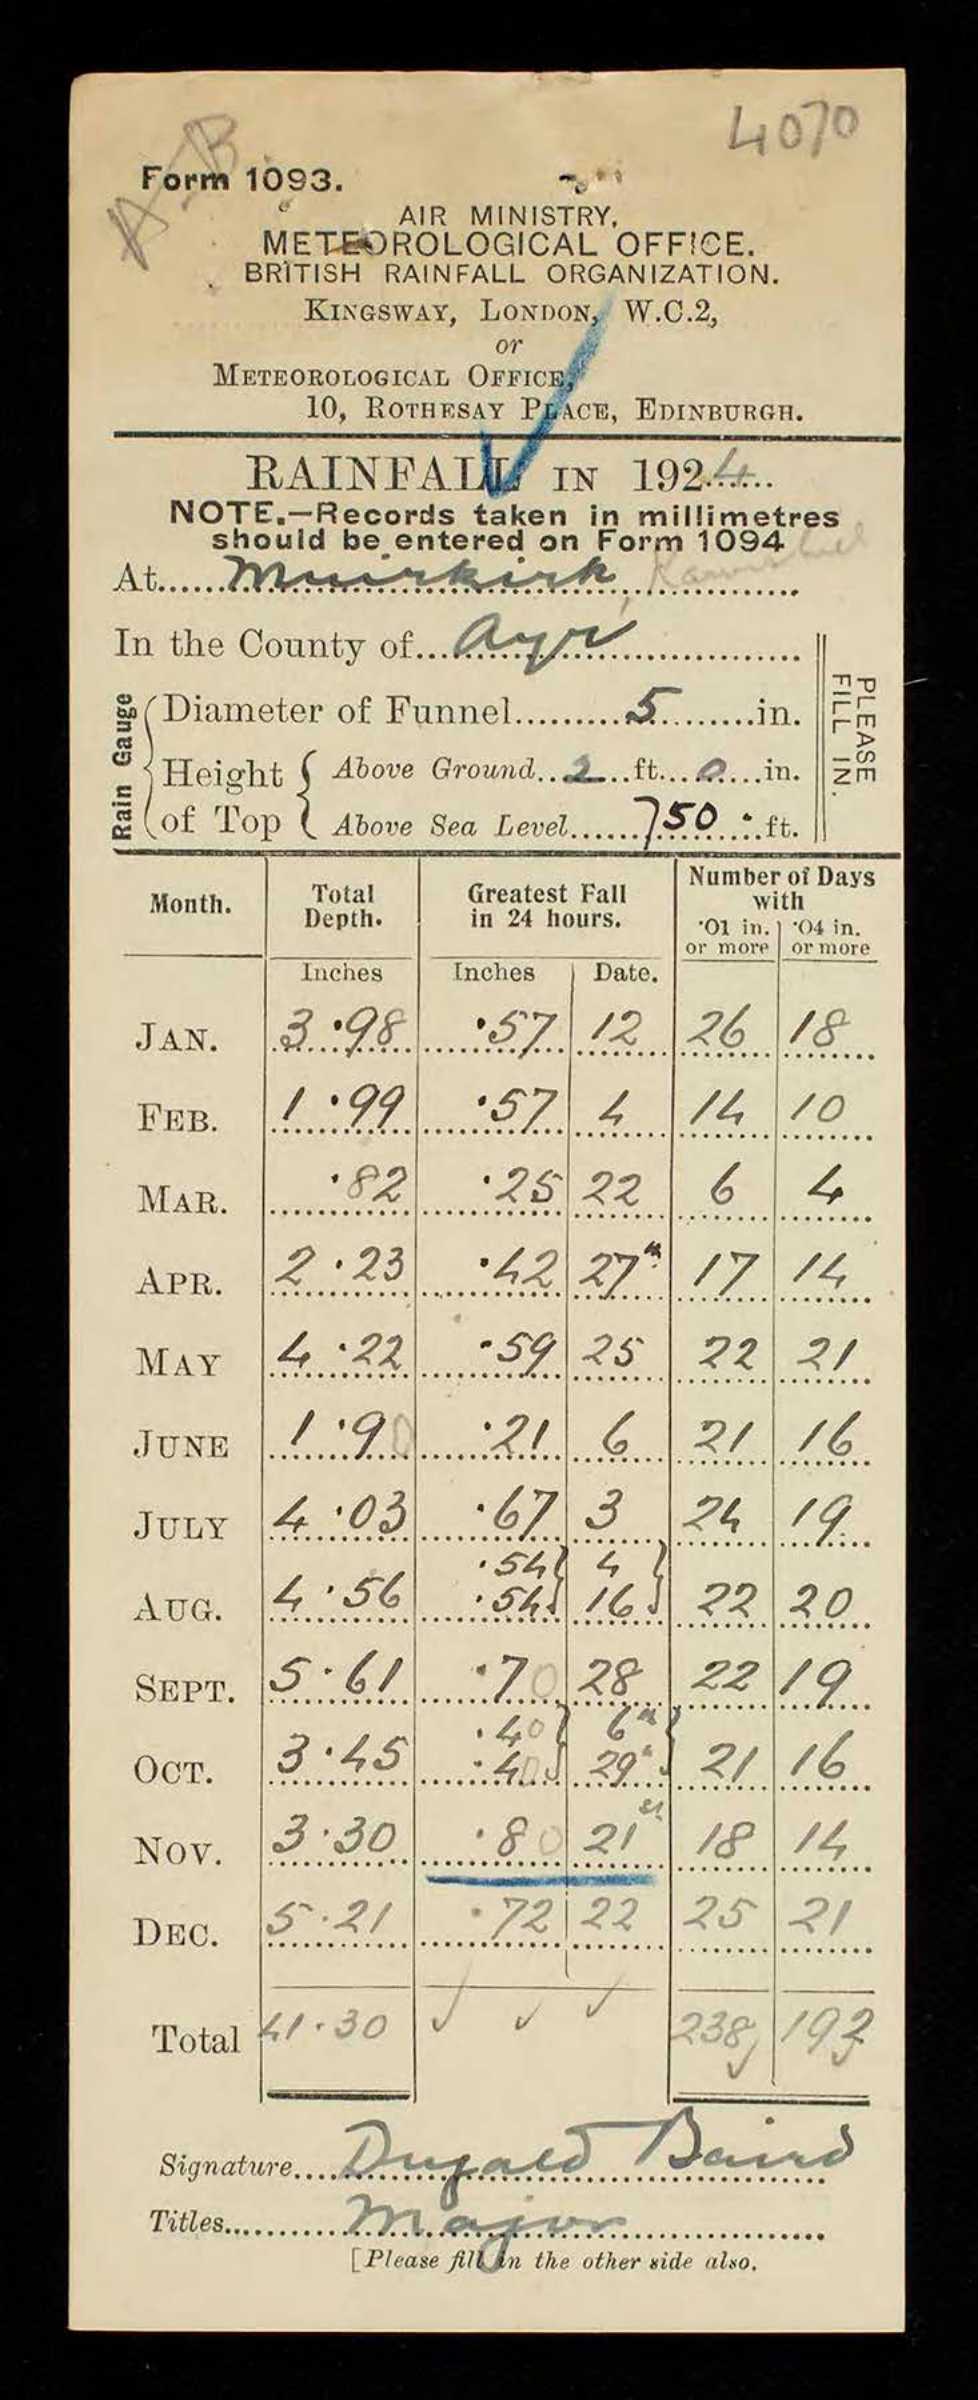 4070
A-B
Form 1093.
AIR MINISTRY,
METEOROLOGICAL OFFICE.
BRITISH RAINFALL ORGANIZATION.
KINGSWAY, LONDON, W.C.2,
or
METEOROLOGICAL OFFICE,
10, ROTHESAY PLACE, EDINBURGH.
RAINFALL IN 1924
NOTE.—Records taken in millimetres
should be entered on Form 1094
At......Muirkirk
In the County of...Ayr
PLEASE FILL IN.
Rain Gauge
Diameter of Funnel.........5.........in.
Height of Top
Above Ground..2...ft...0....in.
Above Sea Level......750...ft.
Month. Total Depth. Greatest Fall in 24 hours. Number of Days with
·01 in. or more ·04 in. or more
Inches Inches Date.
JAN. 3·98 ·57 12 26 18
FEB. 1·99 ·57 4 14 10
MAR. ·82 ·25 22 6 4
APR. 2·23 ·42 27th 17 14
MAY 4·22 ·59 25 22 21
JUNE 1·90 ·21 6 21 16
JULY 4·03 ·67 3 24 19
·54 4
AUG. 4·56 ·54 16 22 20
SEPT. 5·61 ·70 28 22 19
·40 6th
OCT. 3·45 ·40 29th 21 16
NOV. 3·30 ·80 21st 18 14
DEC. 5·21 ·72 22 25 21
Total 41·30 238 192
Signature....Dugald Baird
Titles............Major
[Please fill in the other side also.